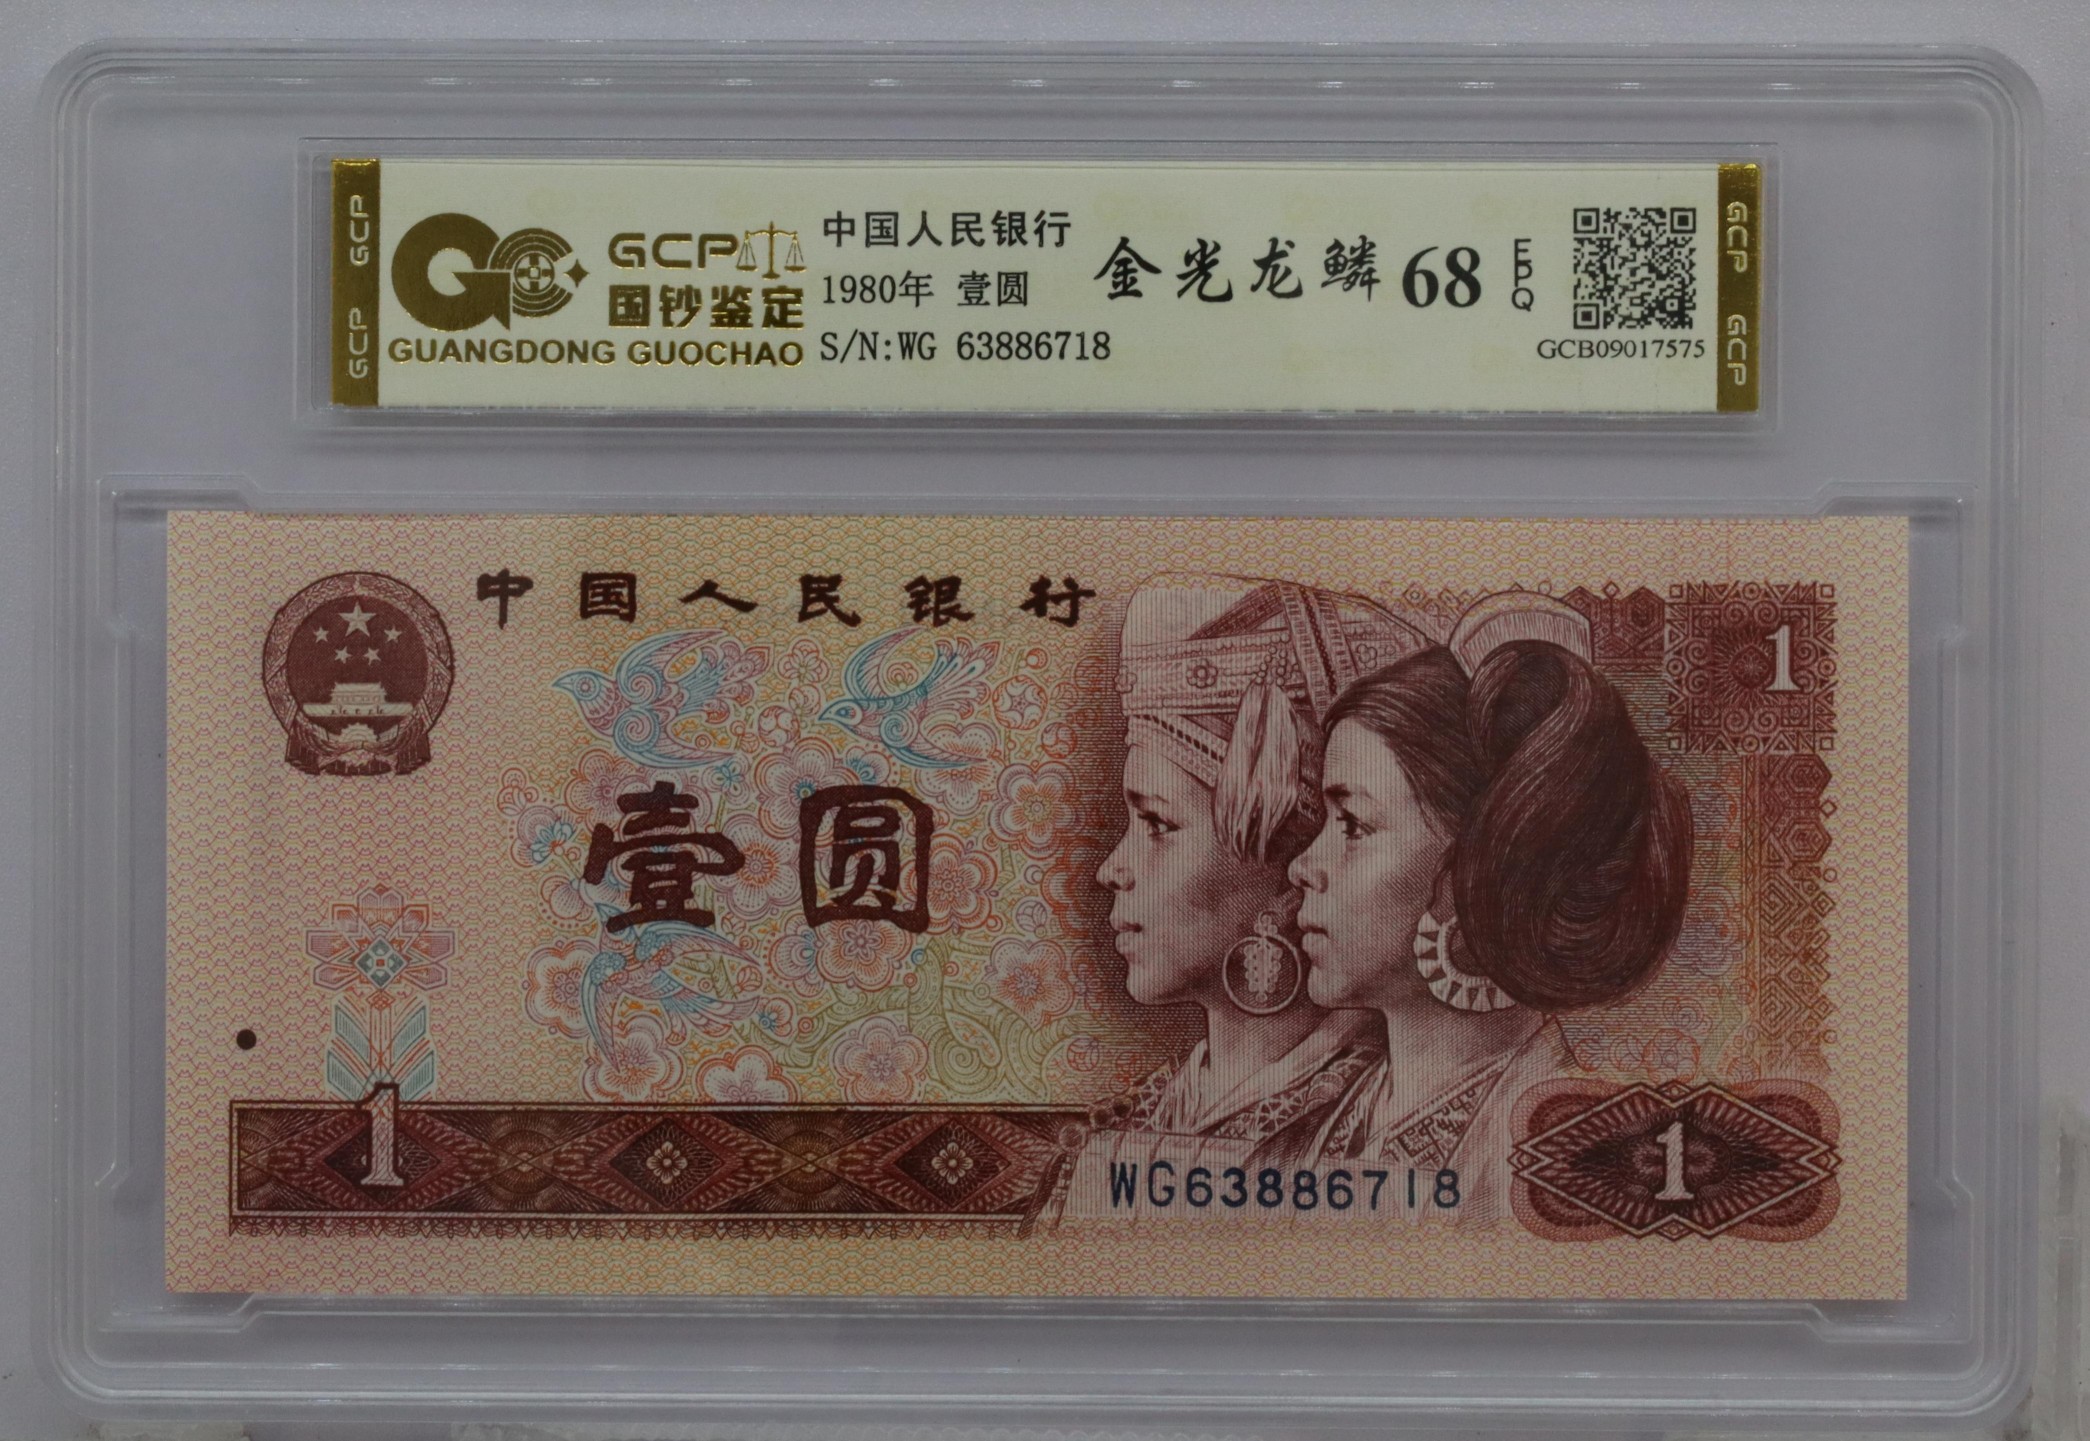 GCP GCP
GCP
国钞鉴定
GUANGDONG GUOCHAO
中国人民银行
1980年 壹圆
S/N:WG 63886718
金光龙鳞 68 EPQ
GCB09017575
GCP GCP
中国人民银行
1
壹圆
1
WG63886718
1